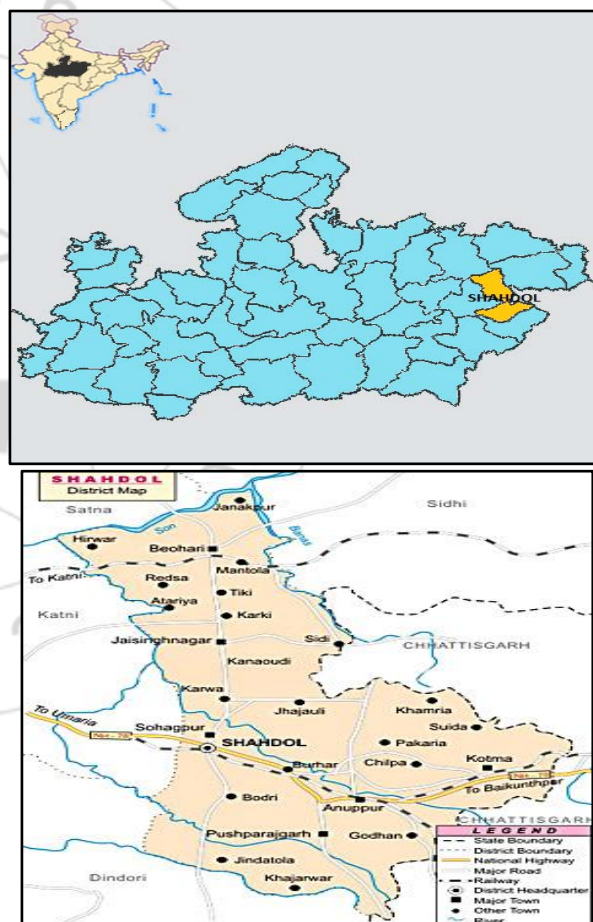 SHAHDOL
SHAHDOL
District Map
Satna
Sidhi
Janakpur
Son
Banas
Hirwar
Beohari
Mantola
To Katni
Redsa
Tiki
Atariya
Karki
Katni
Jaisinghnagar
Sidi
CHHATTISGARH
Kanaoudi
Karwa
Jhajauli
Khamria
To Umaria
Suida
Sohagpur
NH - 78
SHAHDOL
Pakaria
Chilpa
Kotma
Burhar
NH - 78
To Baikunthpur
Bodri
Anuppur
CHHATTISGARH
Pushparajgarh
Godhan
LEGEND
State Boundary
District Boundary
National Highway
Major Road
Railway
District Headquarter
Major Town
Other Town
River
Jindatola
Dindori
Khajarwar